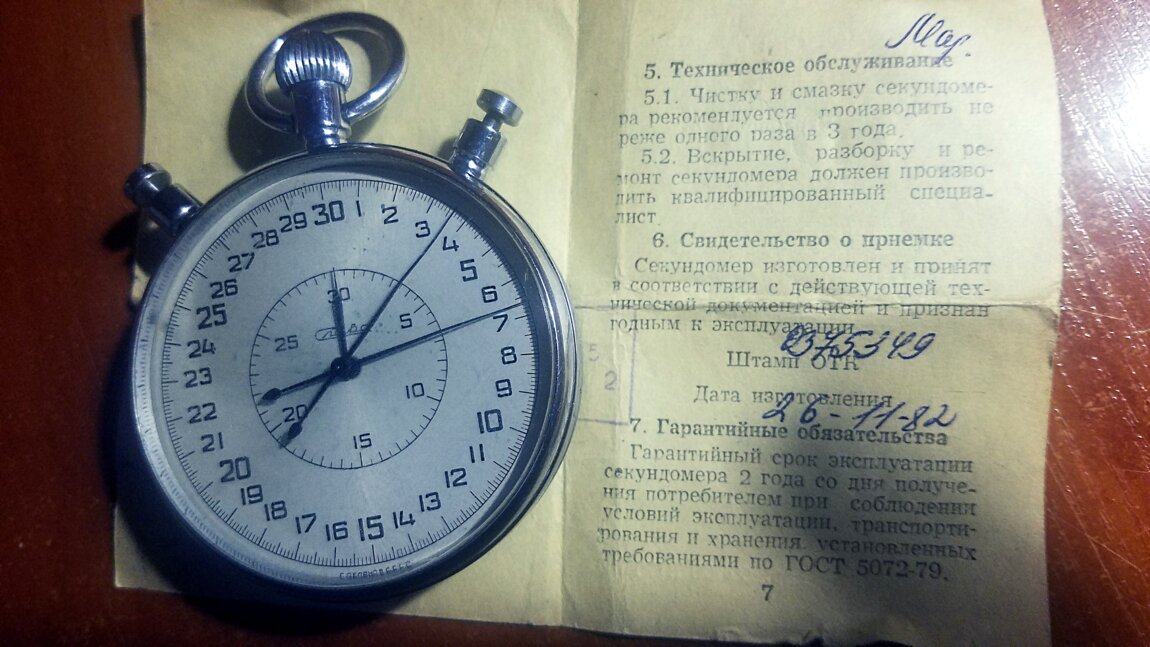 30 1 2 3 4 5 6 7 8 9 10 11 12 13 14 15 16 17 18 19 20 21 22 23 24 25 26 27 28 29
30 5 10 15 20 25
5. Техническое обслуживание
5.1. Чистку и смазку секундоме-
ра рекомендуется производить не
реже одного раза в 3 года.
5.2. Вскрытие, разборку и ре-
монт секундомера должен произво-
дить квалифицированный специа-
лист
6. Свидетельство о приемке
Секундомер изготовлен и принят
в соответствии с действующей тех-
нической документацией и признан
годным к эксплуатации
Штамп ОТК
Дата изготовления
26-11-82
7. Гарантийные обязательства
Гарантийный срок эксплуатации
секундомера 2 года со дня получе-
ния потребителем при соблюдении
условий эксплуатации, транспорти-
рования и хранения, установленных
требованиями по ГОСТ 5072-79.
7